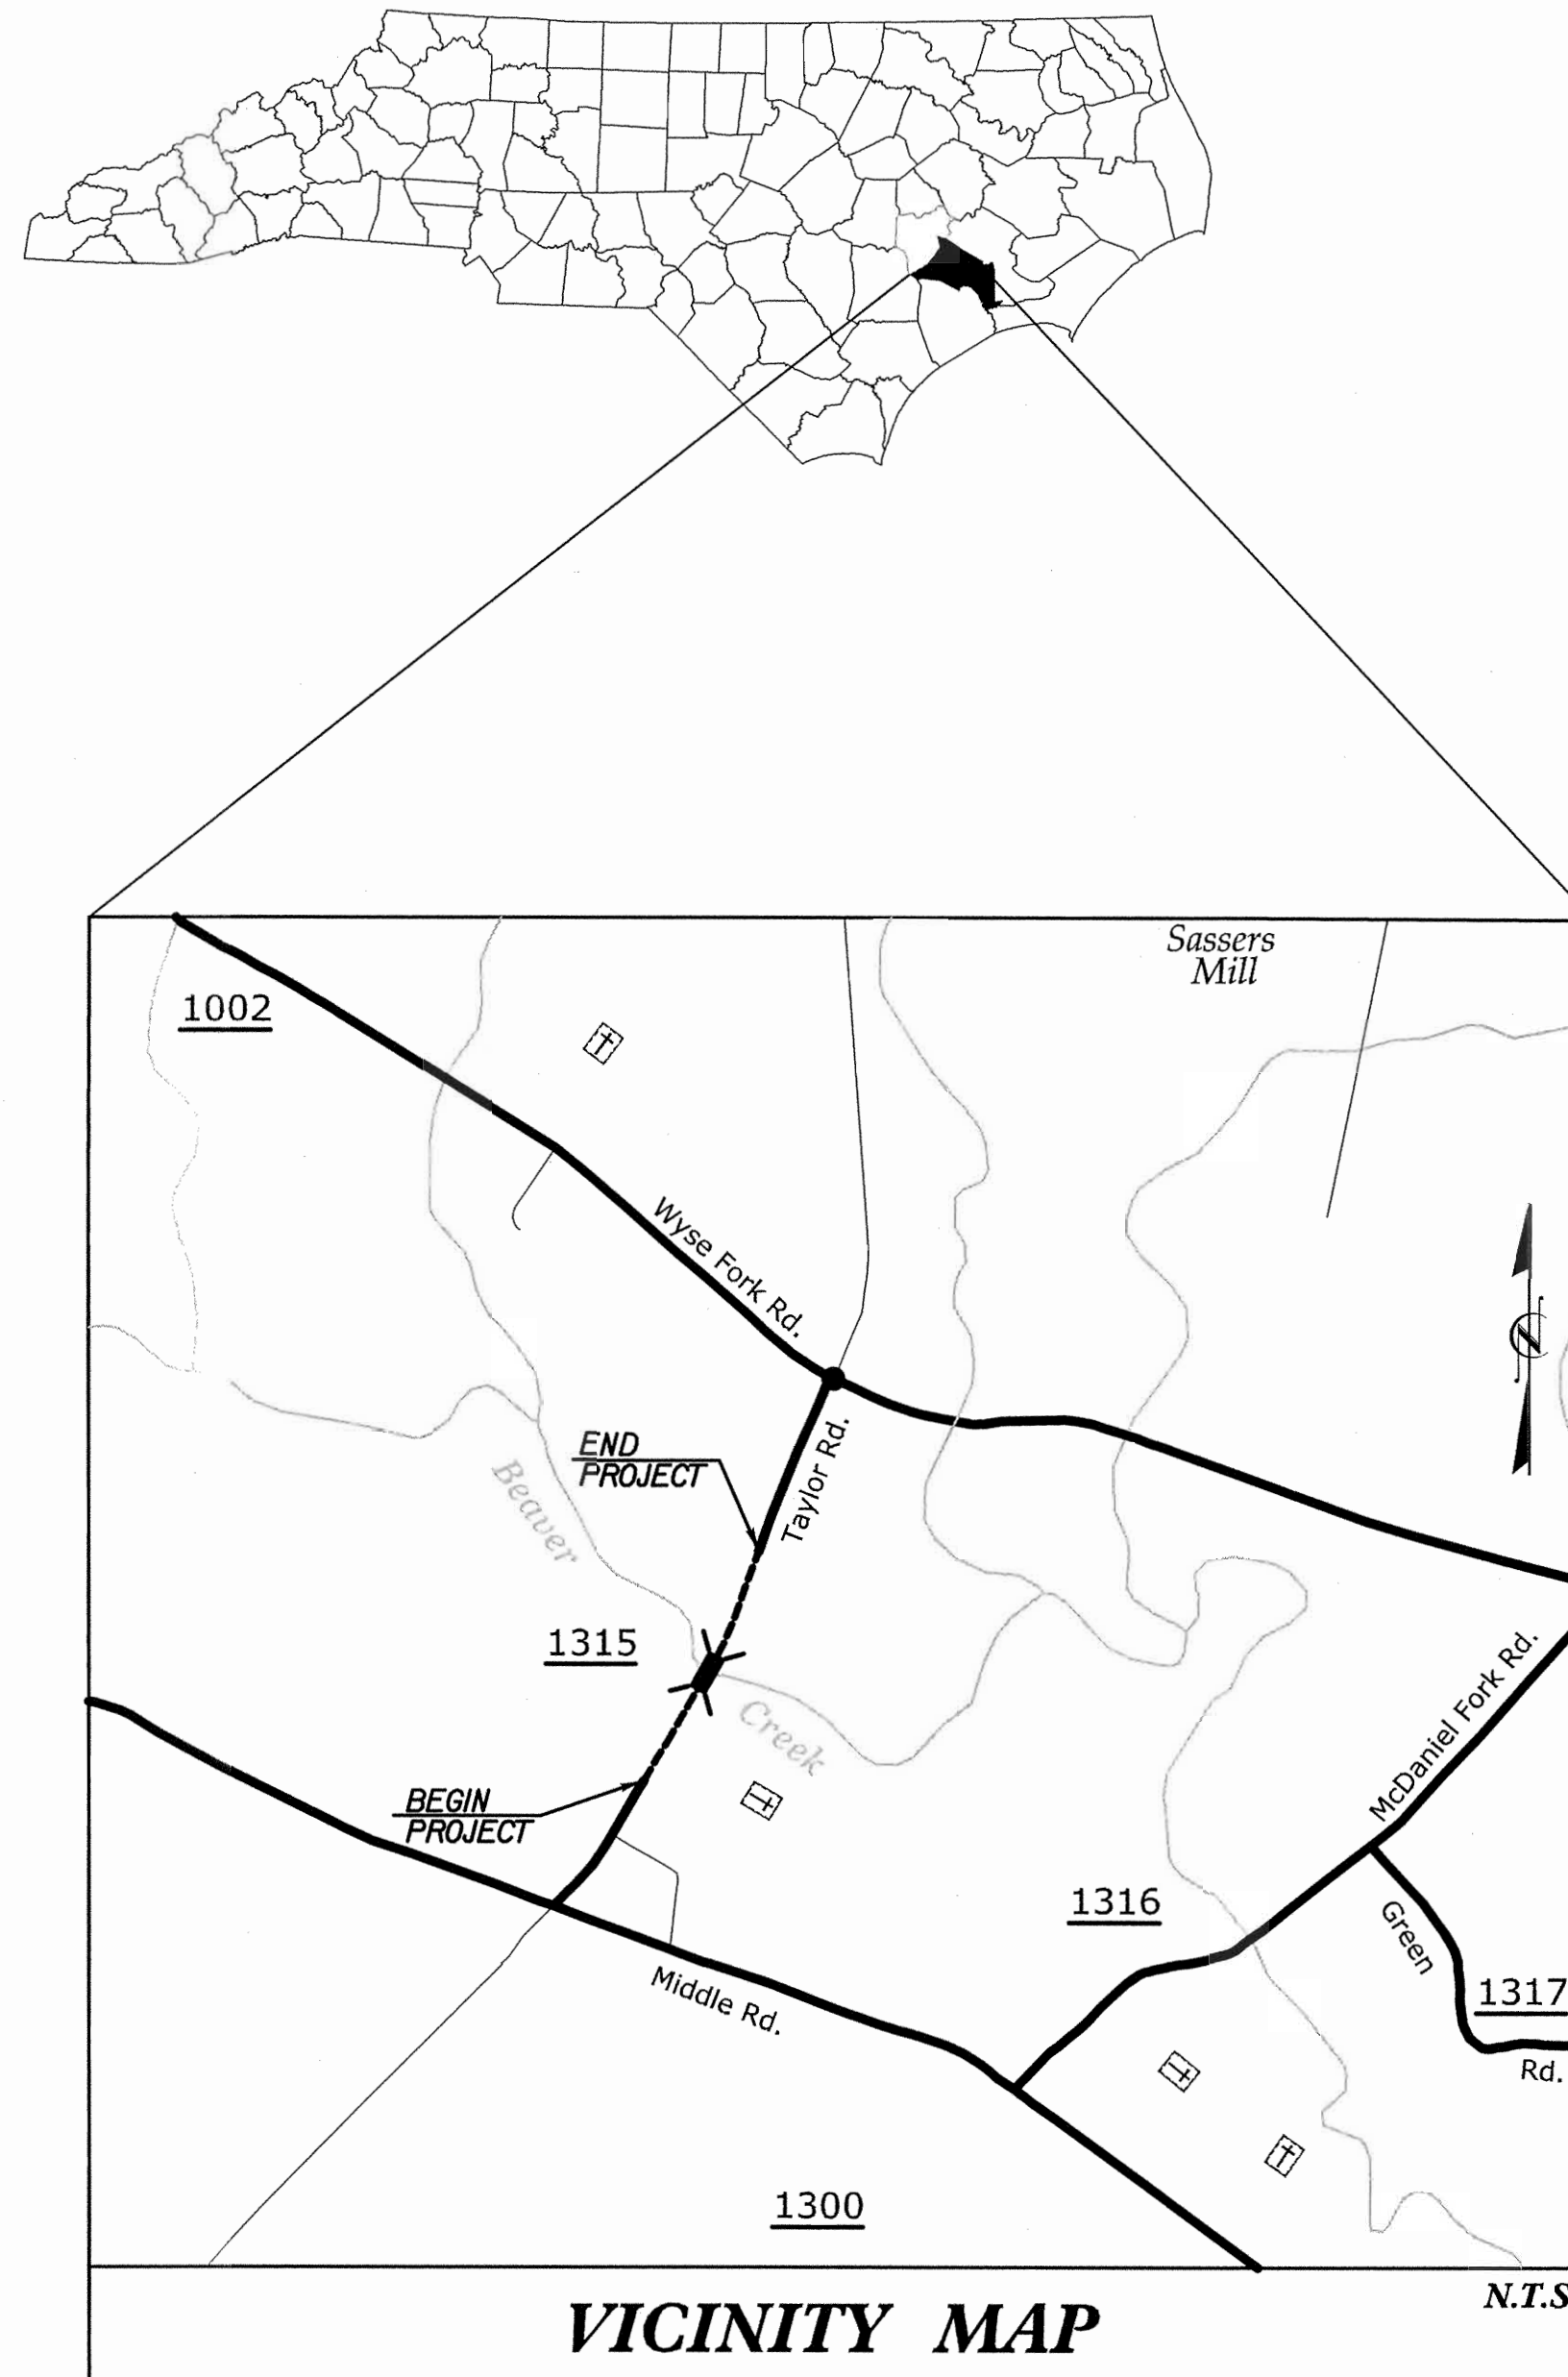 Sassers
Mill
1002
Wyse Fork Rd.
N
END
PROJECT
Taylor Rd.
Beaver
1315
Creek
McDaniel Fork Rd.
BEGIN
PROJECT
1316
Green
1317
Middle Rd.
Rd.
1300
N.T.S
VICINITY MAP